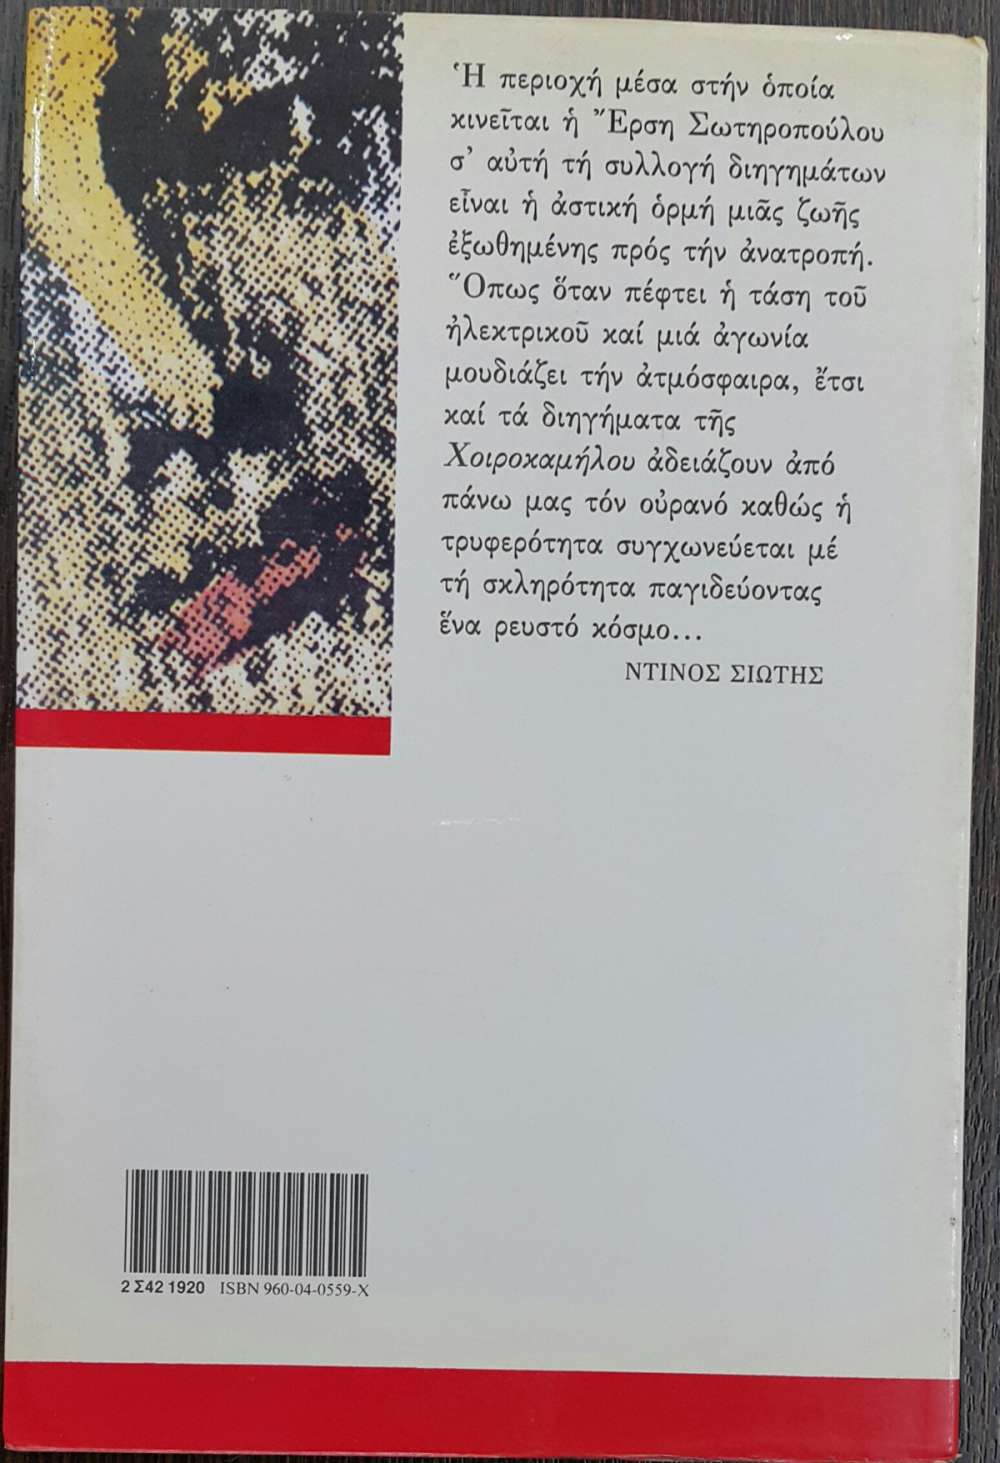 Ἡ περιοχή μέσα στήν ὁποία
κινεῖται ἡ Ἔρση Σωτηροπούλου
σ' αὐτή τή συλλογή διηγημάτων
εἶναι ἡ ἀστική ὁρμή μιᾶς ζωῆς
ἐξωθημένης πρός τήν ἀνατροπή.
Ὅπως ὅταν πέφτει ἡ τάση τοῦ
ἠλεκτρικοῦ καί μιά ἀγωνία
μουδιάζει τήν ἀτμόσφαιρα, ἔτσι
καί τά διηγήματα τῆς
Χοιροκαμήλου ἀδειάζουν ἀπό
πάνω μας τόν οὐρανό καθώς ἡ
τρυφερότητα συγχωνεύεται μέ
τή σκληρότητα παγιδεύοντας
ἕνα ρευστό κόσμο...
ΝΤΙΝΟΣ ΣΙΩΤΗΣ
2 Σ42 1920 ISBN 960-04-0559-X